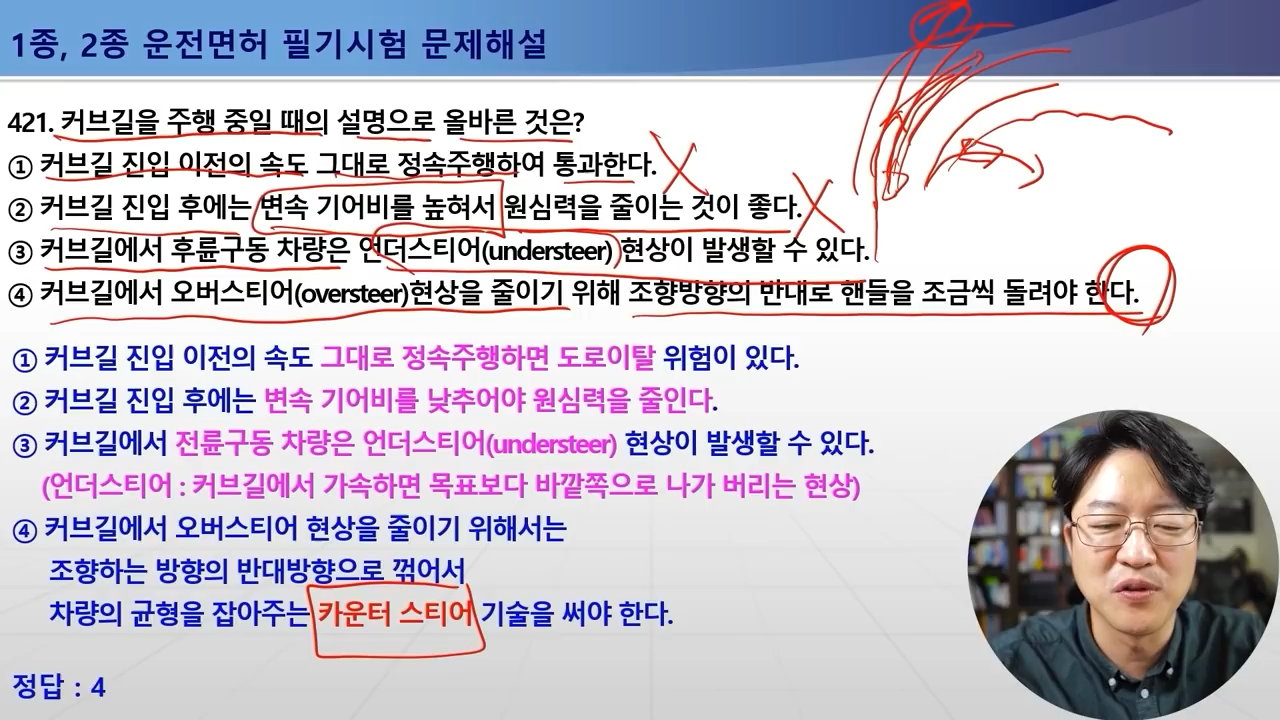 1종, 2종 운전면허 필기시험 문제해설
421. 커브길을 주행 중일 때의 설명으로 올바른 것은?
① 커브길 진입 이전의 속도 그대로 정속주행하여 통과한다.
② 커브길 진입 후에는 변속 기어비를 높혀서 원심력을 줄이는 것이 좋다.
③ 커브길에서 후륜구동 차량은 언더스티어(understeer) 현상이 발생할 수 있다.
④ 커브길에서 오버스티어(oversteer)현상을 줄이기 위해 조향방향의 반대로 핸들을 조금씩 돌려야 한다.
① 커브길 진입 이전의 속도 그대로 정속주행하면 도로이탈 위험이 있다.
② 커브길 진입 후에는 변속 기어비를 낮추어야 원심력을 줄인다.
③ 커브길에서 전륜구동 차량은 언더스티어(understeer) 현상이 발생할 수 있다.
(언더스티어 : 커브길에서 가속하면 목표보다 바깥쪽으로 나가 버리는 현상)
④ 커브길에서 오버스티어 현상을 줄이기 위해서는
조향하는 방향의 반대방향으로 꺾어서
차량의 균형을 잡아주는 카운터 스티어 기술을 써야 한다.
정답 : 4